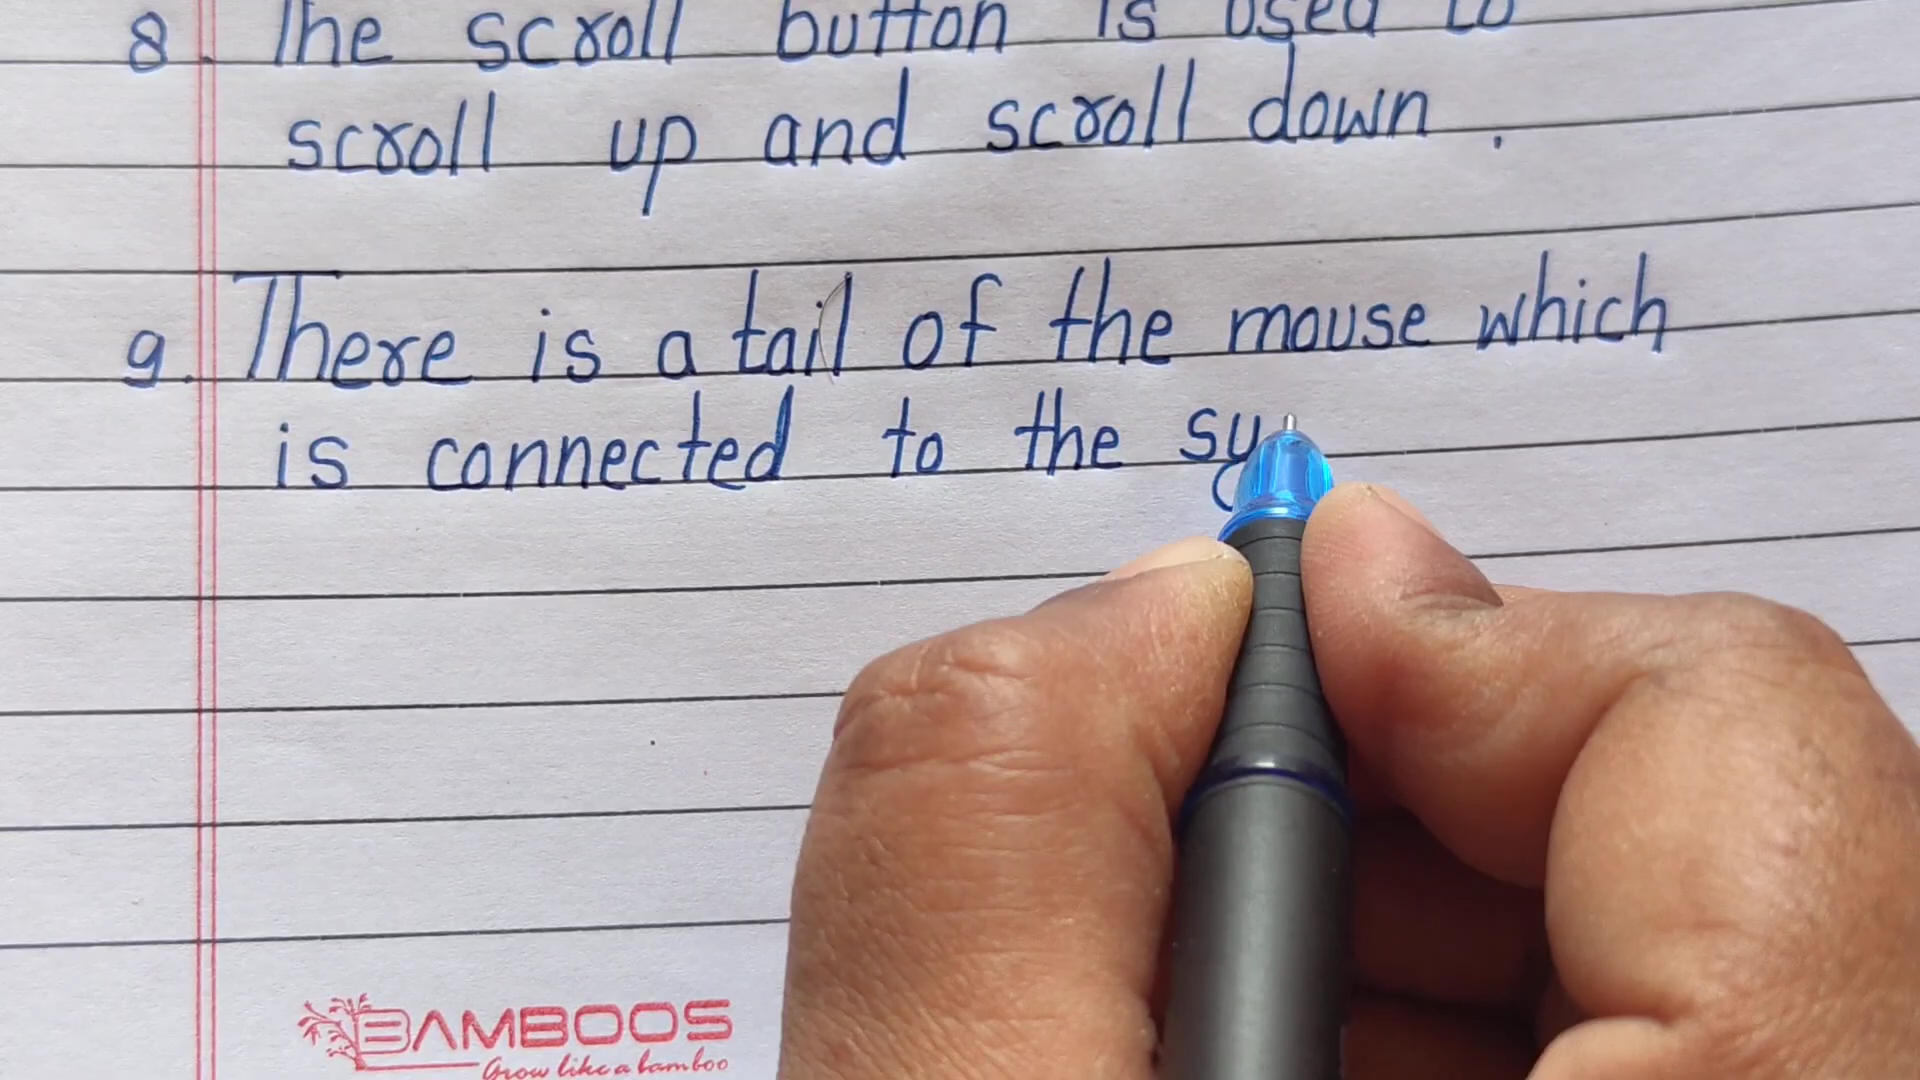 8. The scroll button is used to
scroll up and scroll down.
9. There is a tail of the mouse which
is connected to the sy
BAMBOOS
Grow like a bamboo